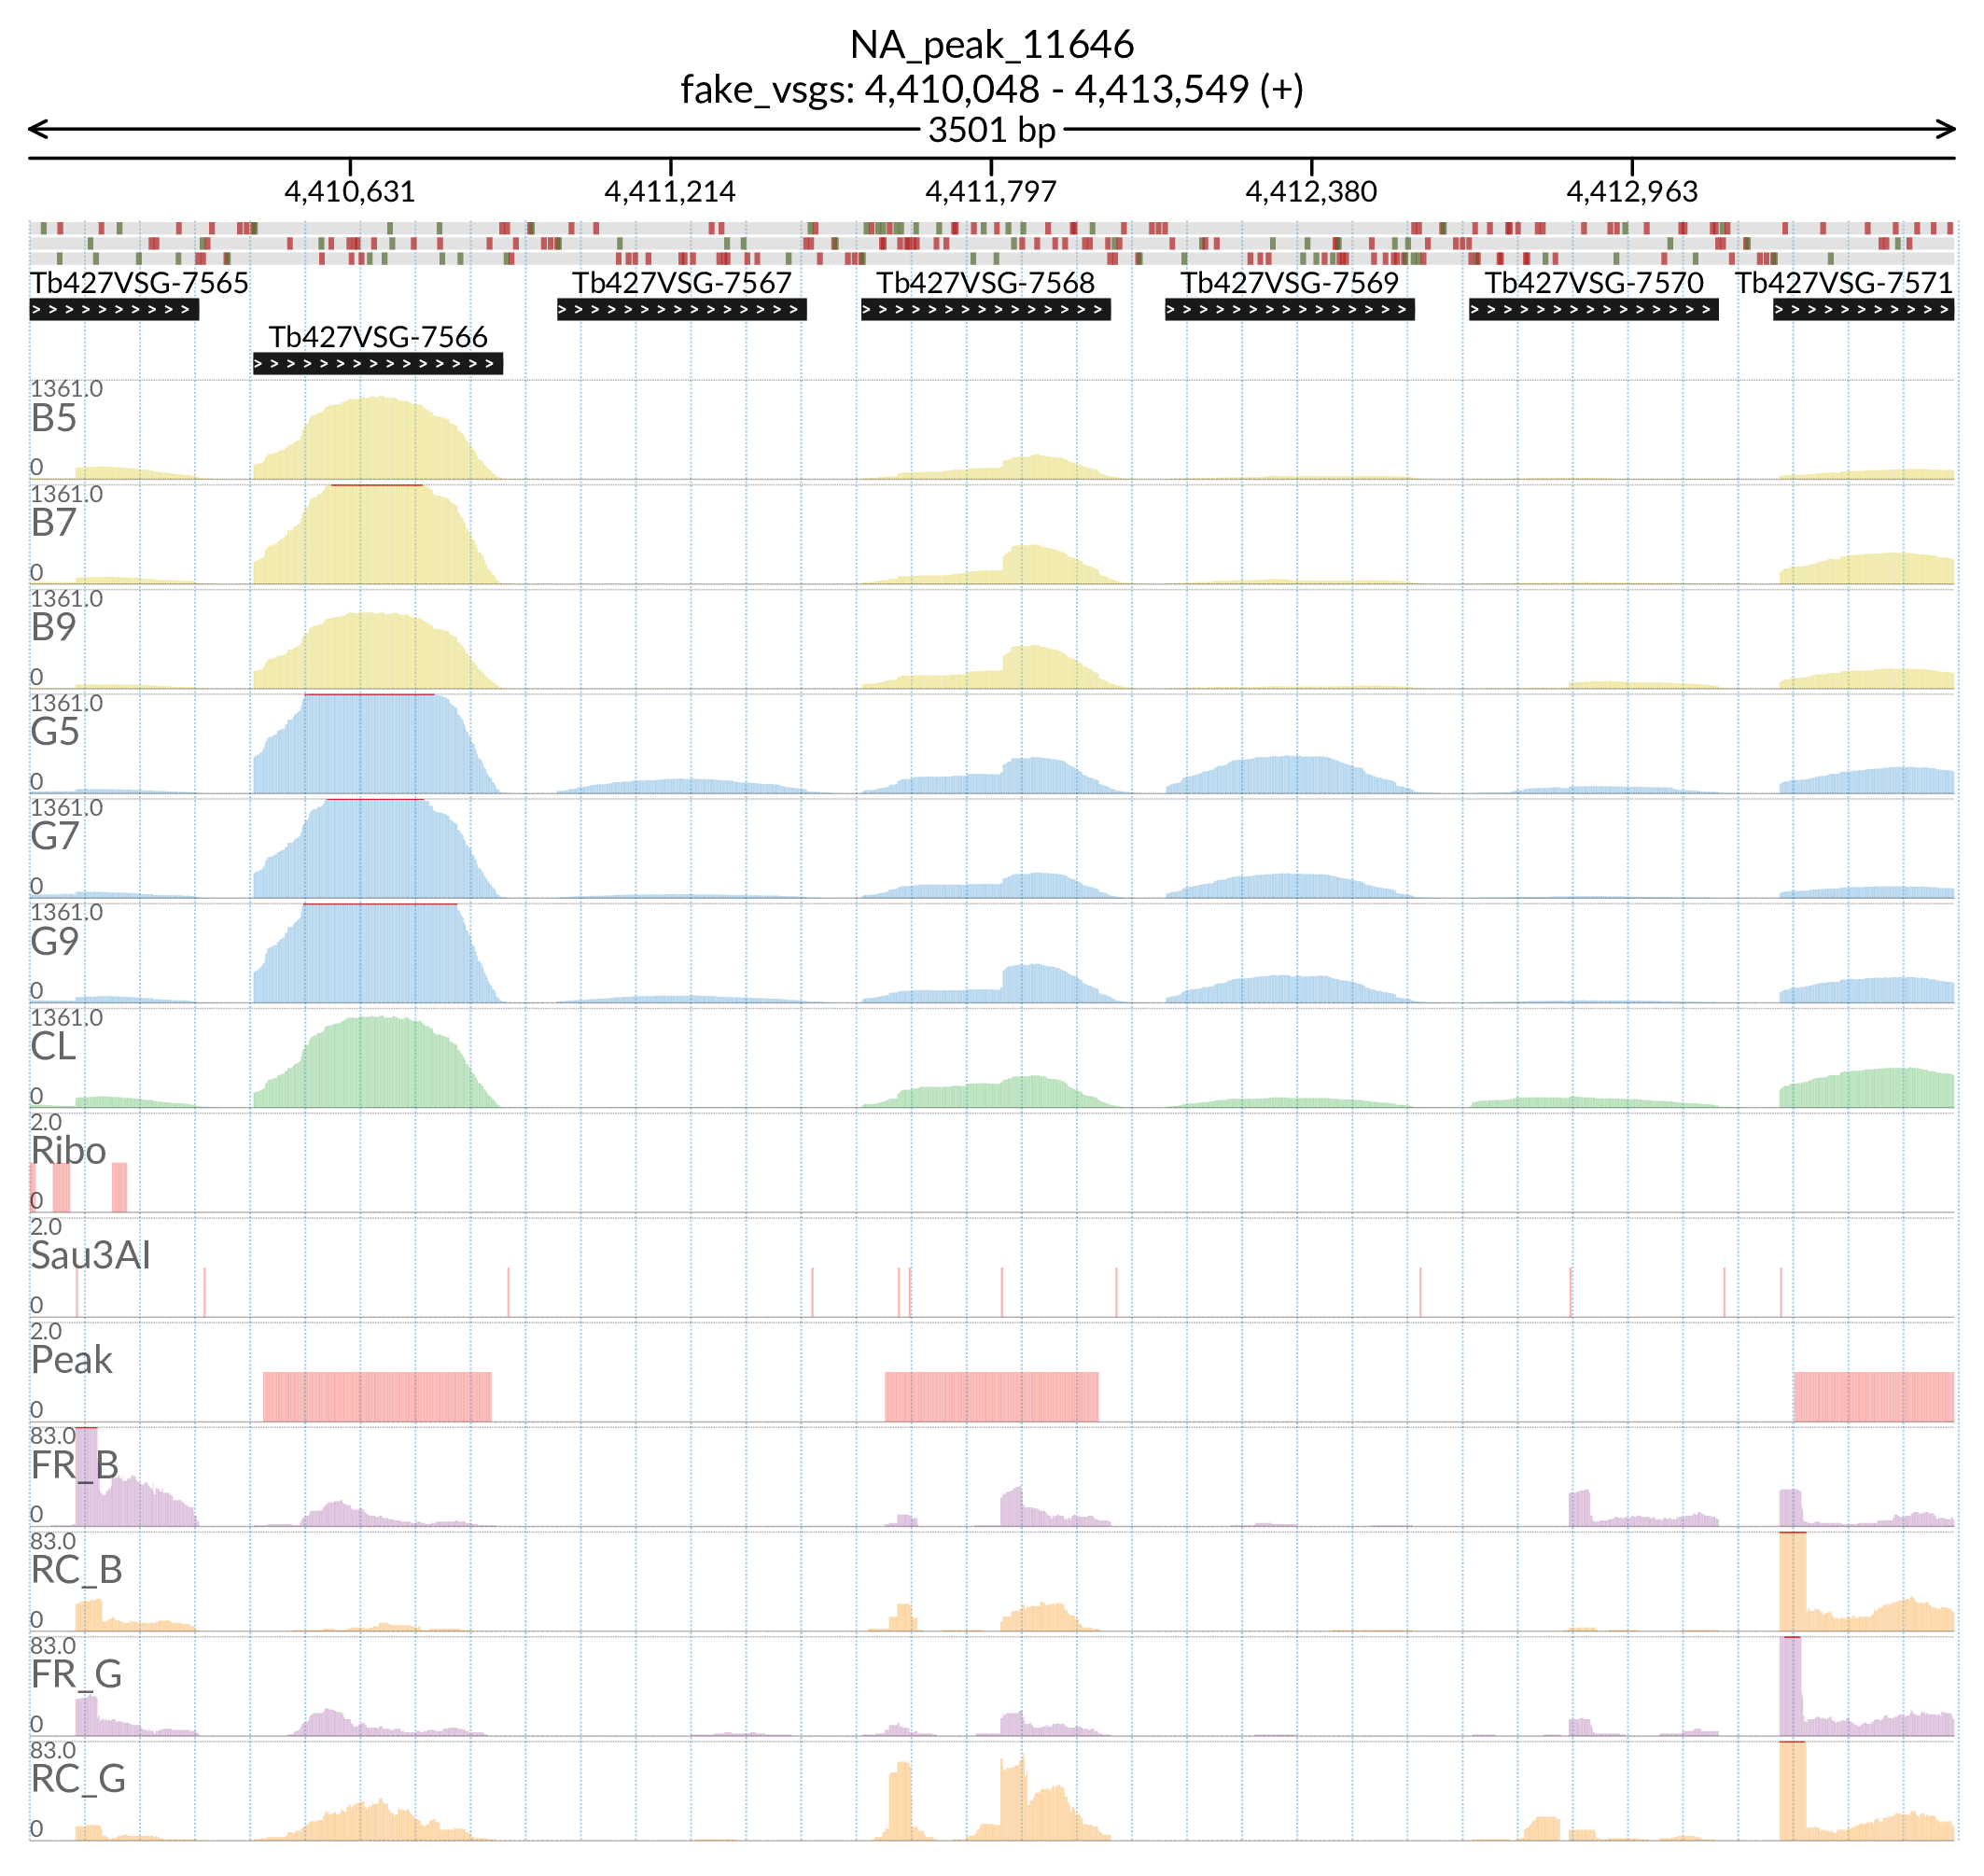 NA_peak_11646
fake_vsgs: 4,410,048 - 4,413,549 (+)
3501 bp
4,410,631 4,411,214 4,411,797 4,412,380 4,412,963
Tb427VSG-7565 Tb427VSG-7567 Tb427VSG-7568 Tb427VSG-7569 Tb427VSG-7570 Tb427VSG-7571
Tb427VSG-7566
1361.0
B5
0
1361.0
B7
0
1361.0
B9
0
1361.0
G5
0
1361.0
G7
0
1361.0
G9
0
1361.0
CL
0
2.0
Ribo
0
2.0
Sau3AI
0
2.0
Peak
0
83.0
FR_B
0
83.0
RC_B
0
83.0
FR_G
0
83.0
RC_G
0